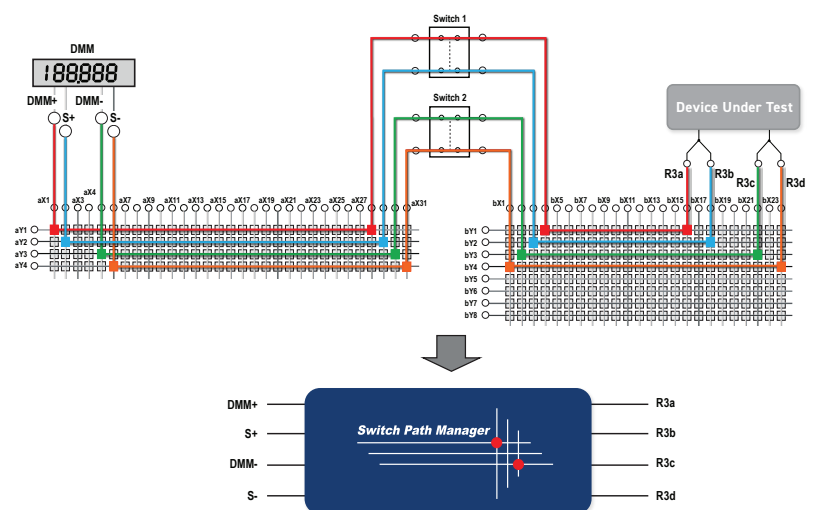 Switch 1
DMM
188.888
DMM+ DMM-
S+ S-
Switch 2
Device Under Test
R3a R3b R3c R3d
aX1 aX3 aX4 aX7 aX9 aX11 aX13 aX15 aX17 aX19 aX21 aX23 aX25 aX27 aX31
bX1 bX5 bX7 bX9 bX11 bX13 bX15 bX17 bX19 bX21 bX23
aY1
aY2
aY3
aY4
bY1
bY2
bY3
bY4
bY5
bY6
bY7
bY8
DMM+ R3a
S+ R3b
Switch Path Manager
DMM- R3c
S- R3d